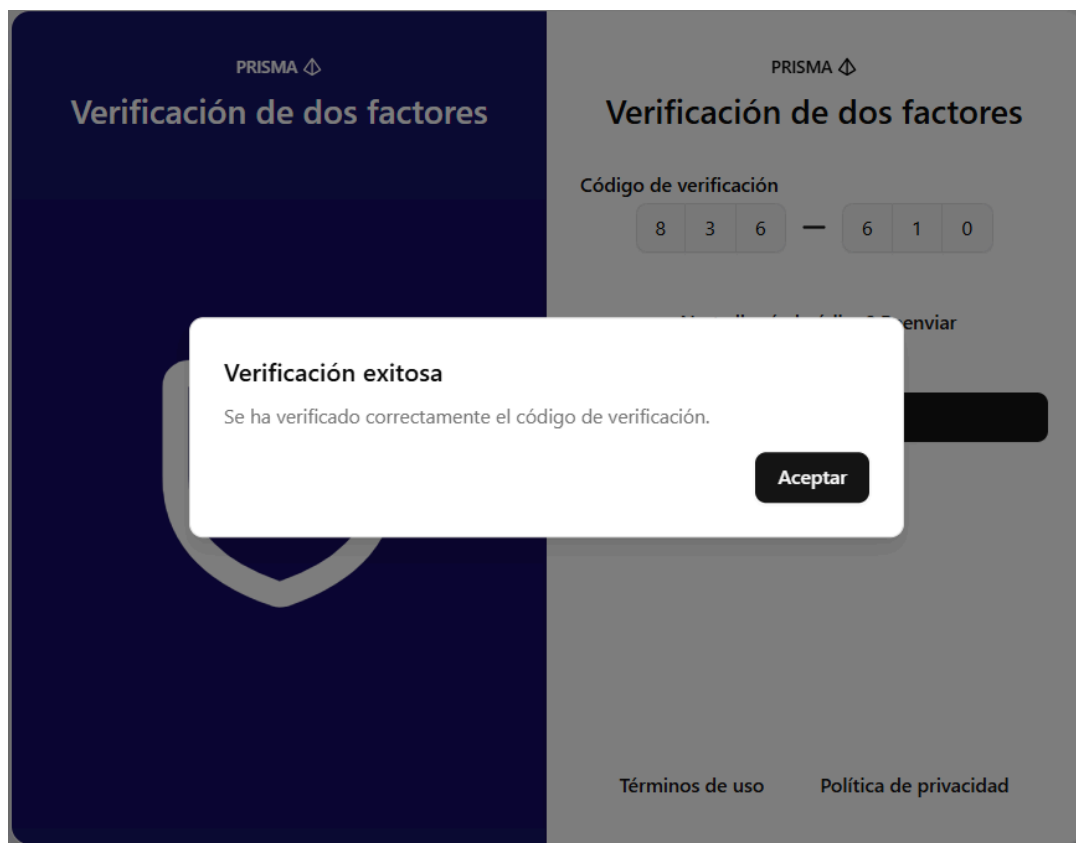 PRISMA
Verificación de dos factores
PRISMA
Verificación de dos factores
Código de verificación
8 3 6 — 6 1 0
enviar
Verificación exitosa
Se ha verificado correctamente el código de verificación.
Aceptar
Términos de uso
Política de privacidad